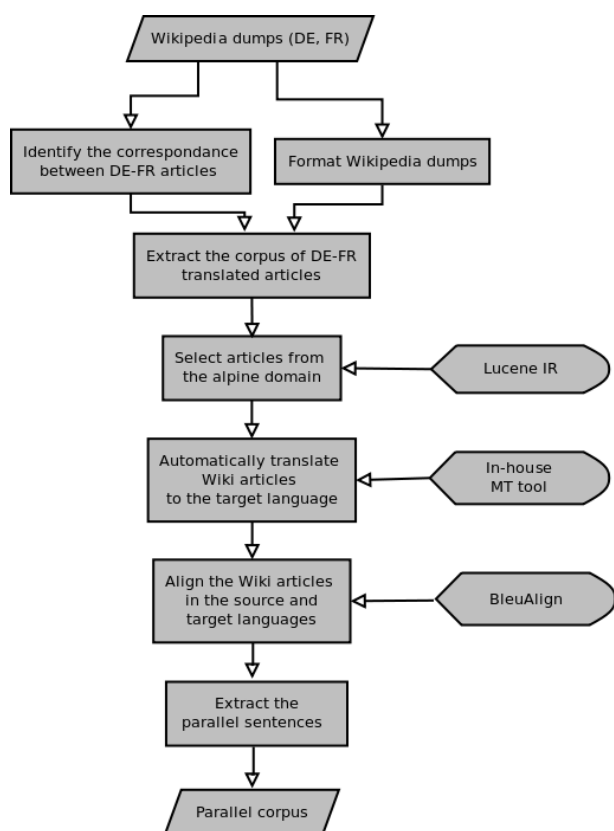 Wikipedia dumps (DE, FR)
Identify the correspondance
between DE-FR articles
Format Wikipedia dumps
Extract the corpus of DE-FR
translated articles
Select articles from
the alpine domain
Lucene IR
Automatically translate
Wiki articles
to the target language
In-house
MT tool
Align the Wiki articles
in the source and
target languages
BleuAlign
Extract the
parallel sentences
Parallel corpus